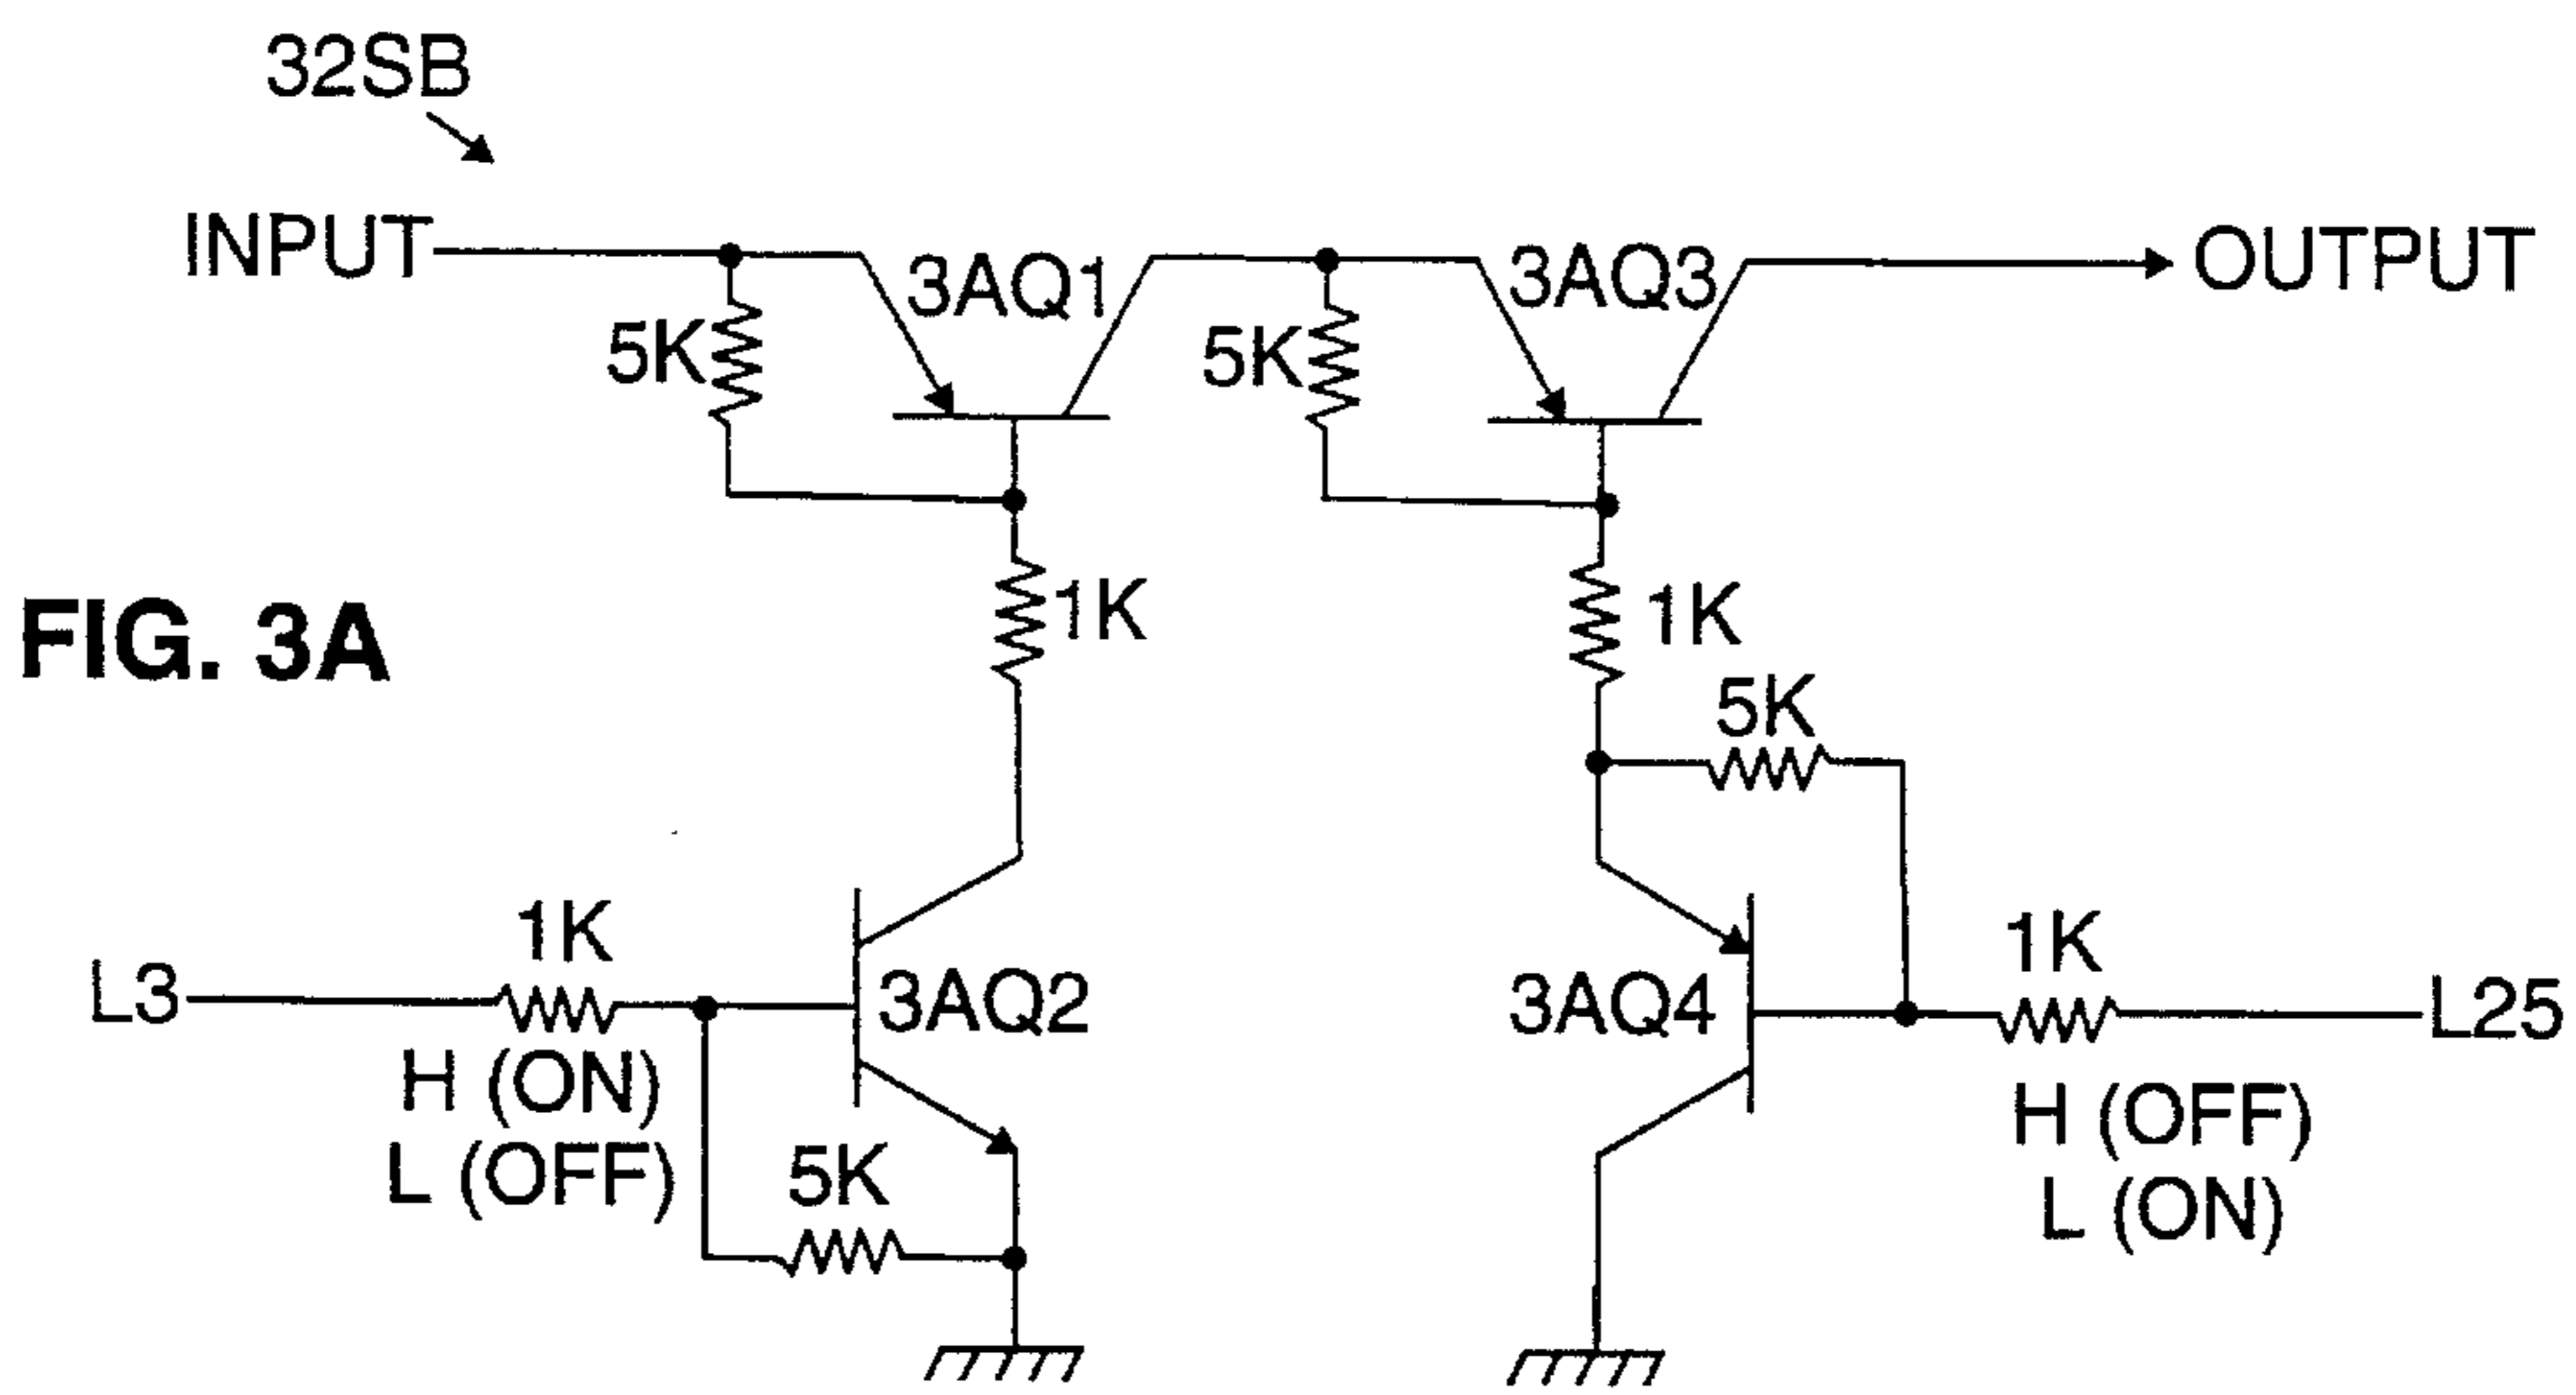 32SB
INPUT
3AQ1
3AQ3
OUTPUT
5K
5K
1K
1K
FIG. 3A
5K
L3
1K
3AQ2
3AQ4
1K
L25
H (ON)
L (OFF)
5K
H (OFF)
L (ON)